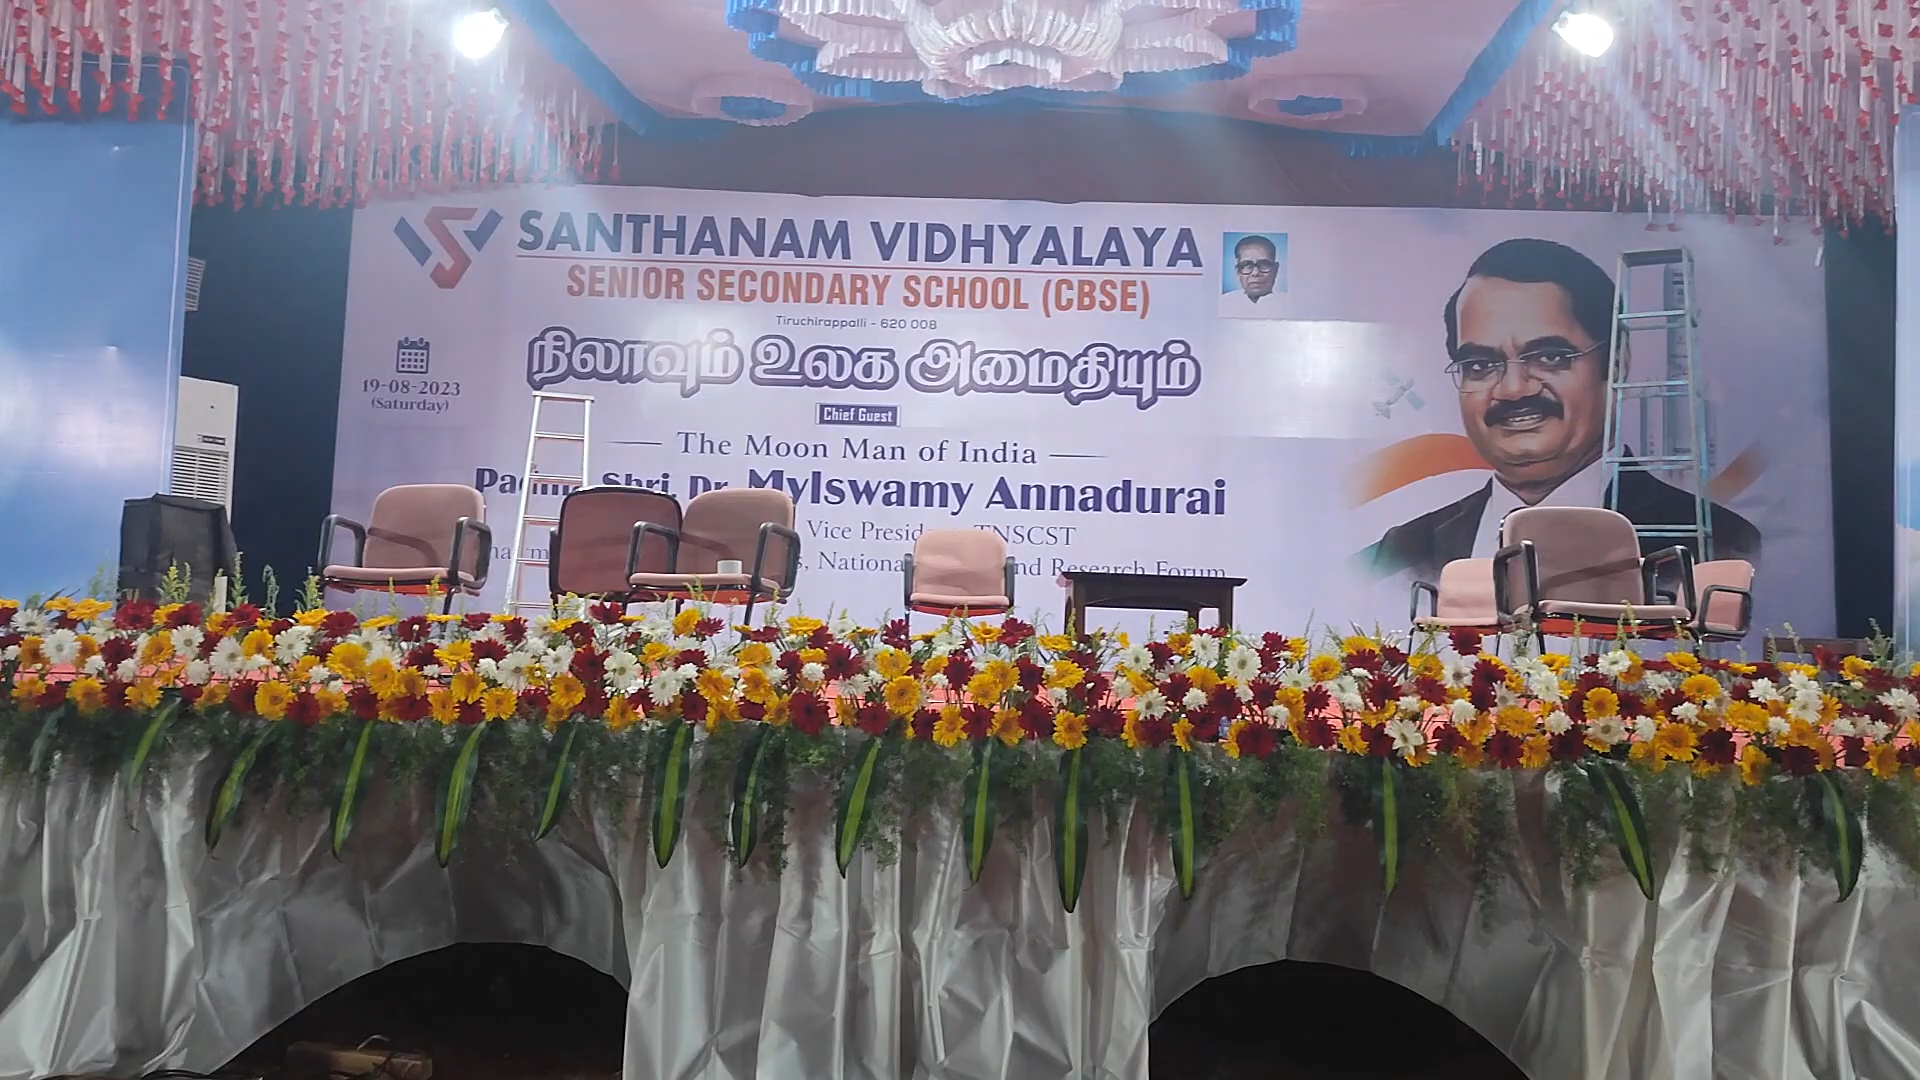 SANTHANAM VIDHYALAYA
SENIOR SECONDARY SCHOOL (CBSE)
Tiruchirappalli - 620 008
நிலாவும் உலக அமைதியும்
19-08-2023
(Saturday)
Chief Guest
The Moon Man of India
Shri. Dr. Mylswamy Annadurai
Vice TNSCST
Research Forum